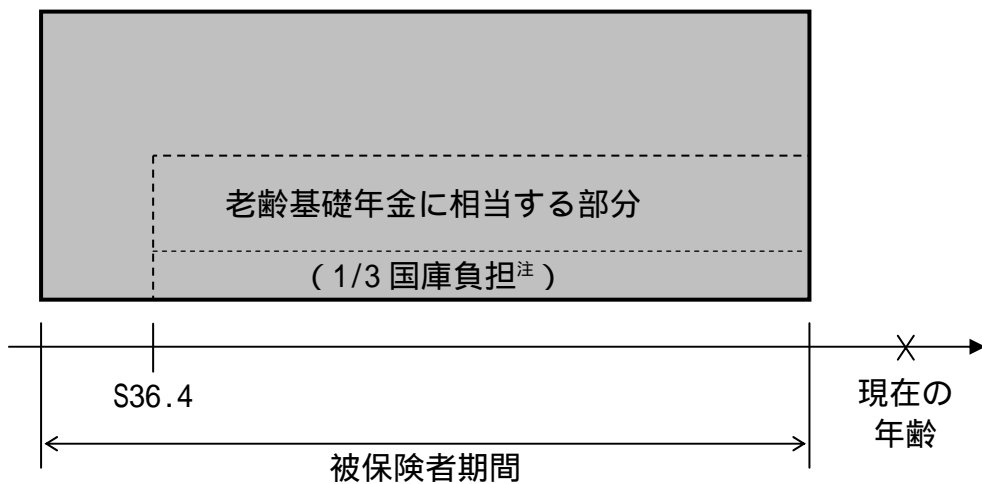 老齢基礎年金に相当する部分
(1/3 国庫負担注)
S36.4
現在の
年齢
被保険者期間